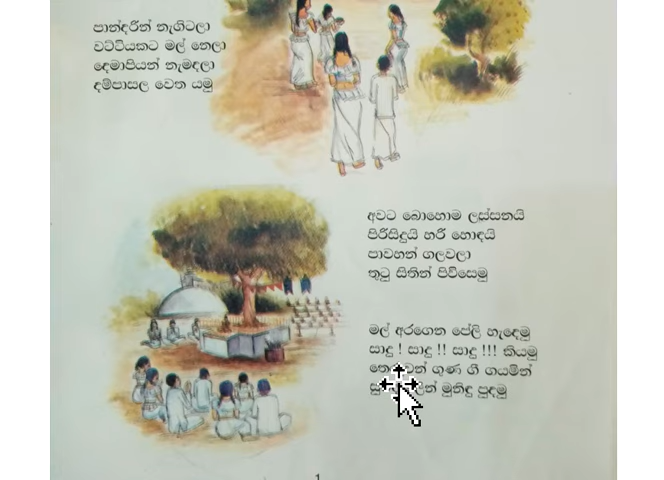 පාන්දරින් නැගිටලා
වට්ටියකට මල් නෙලා
දෙමාපියන් නැමඳලා
දම්පාසල වෙත යමු
අවට බොහොම ලස්සනයි
පිරිසිදුයි හරි හොඳයි
පාවහන් ගලවලා
තුටු සිතින් පිවිසෙමු
මල් අරගෙන පේලි හැදෙමු
සාදු ! සාදු !! සාදු !!! කියමු
ගුණ ගී ගයමින්
මුනිඳු පුදමු
1